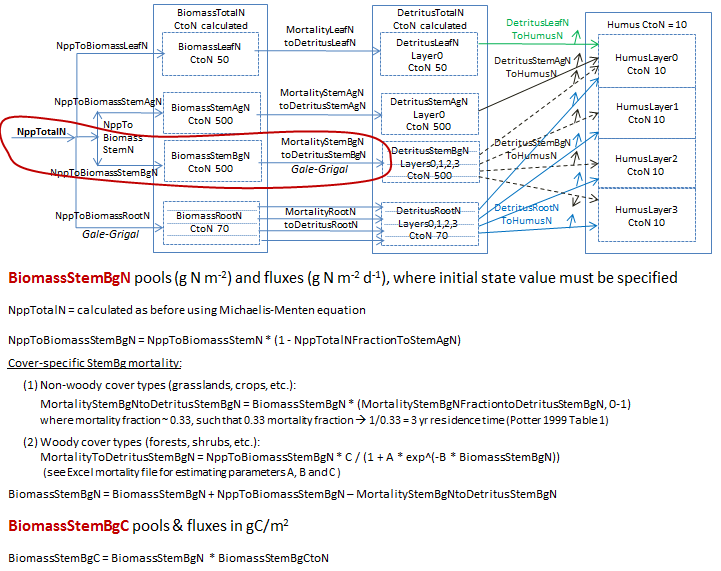 BiomassTotalN
CtoN calculated
DetritusTotalN
CtoN calculated
Humus CtoN = 10
NppToBiomassLeafN
BiomassLeafN
CtoN 50
MortalityLeafN
toDetritusLeafN
DetritusLeafN
Layer0
CtoN 50
DetritusLeafN
ToHumusN
HumusLayer0
CtoN 10
NppToBiomassStemAgN
BiomassStemAgN
CtoN 500
MortalityStemAgN
toDetritusStemAgN
DetritusStemAgN
Layer0
CtoN 500
DetritusStemAgN
ToHumusN
HumusLayer1
CtoN 10
NppTotalN
NppTo
Biomass
StemN
NppToBiomassStemBgN
BiomassStemBgN
CtoN 500
MortalityStemBgN
toDetritusStemBgN
Gale-Grigal
DetritusStemBgN
Layers0,1,2,3
CtoN 500
DetritusStemBgN
ToHumusN
HumusLayer2
CtoN 10
NppToBiomassRootN
Gale-Grigal
BiomassRootN
CtoN 70
MortalityRootN
toDetritusRootN
DetritusRootN
Layers0,1,2,3
CtoN 70
DetritusRootN
ToHumusN
HumusLayer3
CtoN 10
BiomassStemBgN pools (g N m-2) and fluxes (g N m-2 d-1), where initial state value must be specified
NppTotalN = calculated as before using Michaelis-Menten equation
NppToBiomassStemBgN = NppToBiomassStemN * (1 - NppTotalNFractionToStemAgN)
Cover-specific StemBg mortality:
(1) Non-woody cover types (grasslands, crops, etc.):
MortalityStemBgNtoDetritusStemBgN = BiomassStemBgN * (MortalityStemBgNFractiontoDetritusStemBgN, 0-1)
where mortality fraction ~ 0.33, such that 0.33 mortality fraction → 1/0.33 = 3 yr residence time (Potter 1999 Table 1)
(2) Woody cover types (forests, shrubs, etc.):
MortalityToDetritusStemBgN = NppToBiomassStemBgN * C / (1 + A * exp^(-B * BiomassStemBgN))
(see Excel mortality file for estimating parameters A, B and C )
BiomassStemBgN = BiomassStemBgN + NppToBiomassStemBgN – MortalityStemBgNtoDetritusStemBgN
BiomassStemBgC pools & fluxes in gC/m2
BiomassStemBgC = BiomassStemBgN * BiomassStemBgCtoN